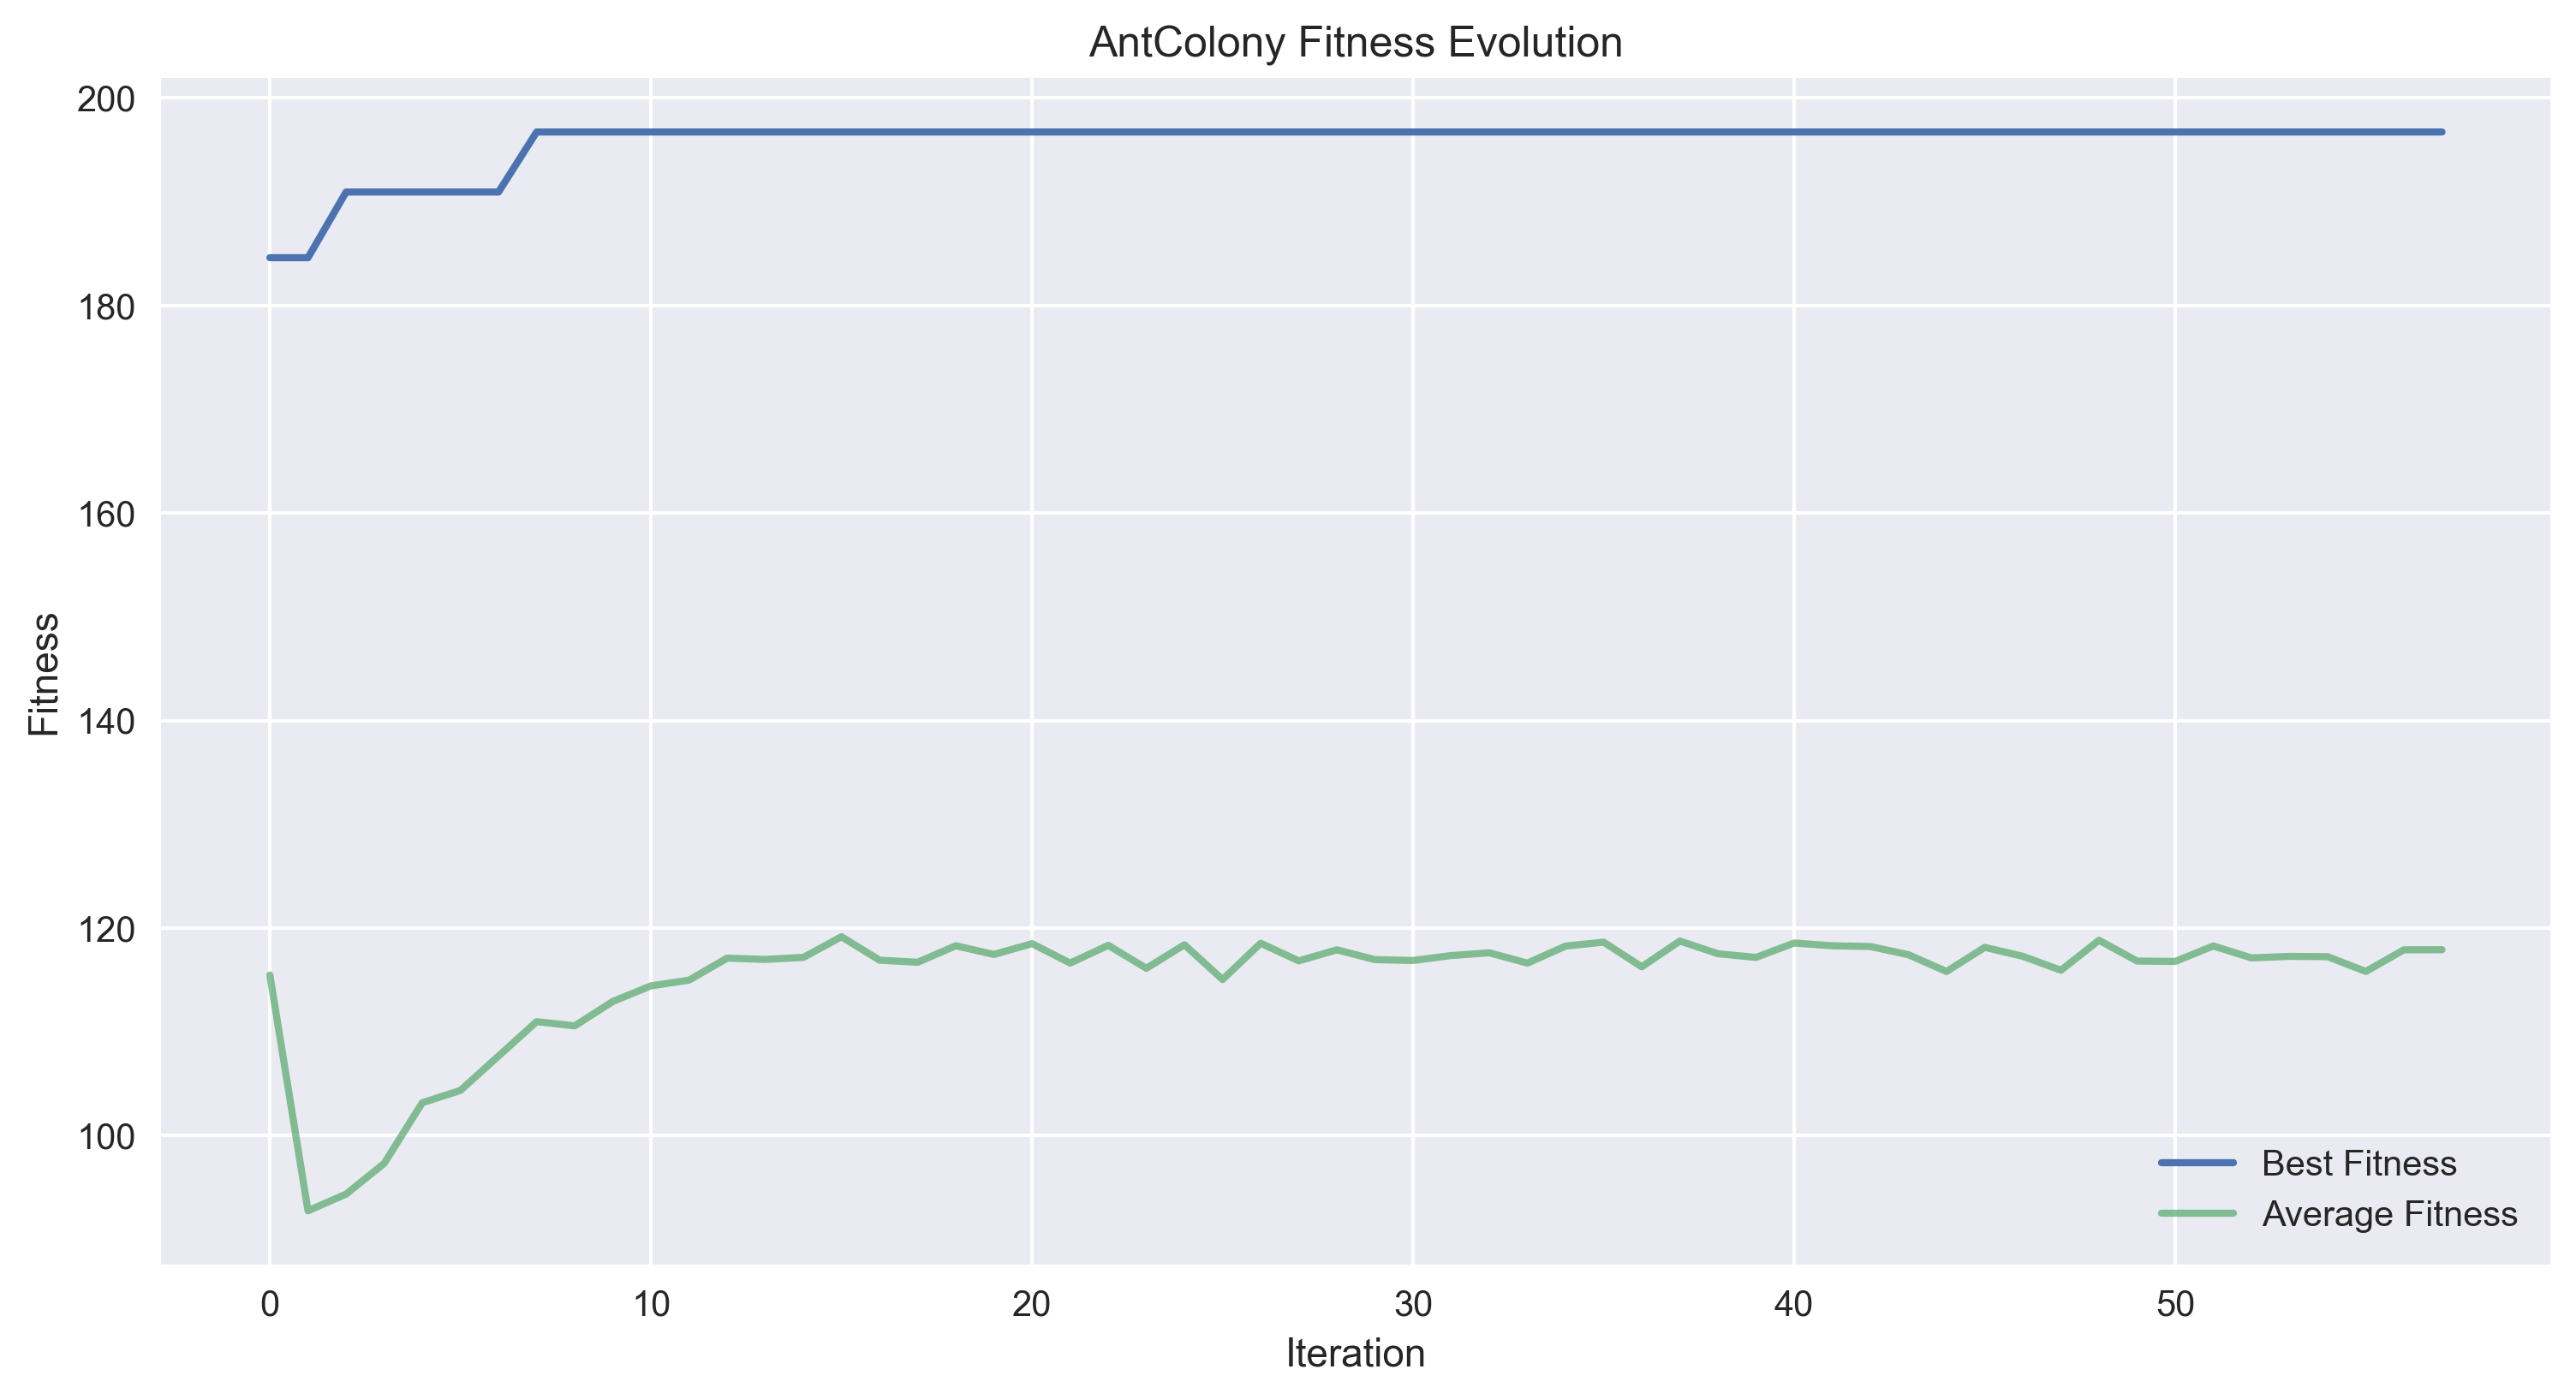 AntColony Fitness Evolution
200
180
160
140
120
100
Fitness
0 10 20 30 40 50
Iteration
Best Fitness
Average Fitness